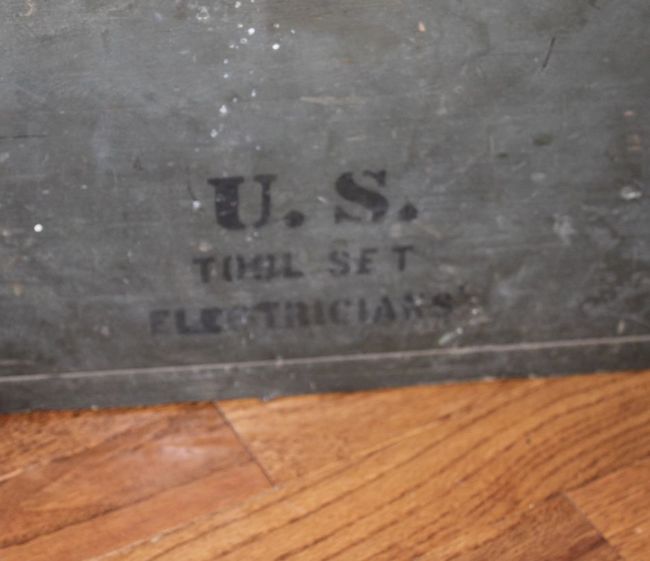 U. S.
TOOL SET
ELECTRICIANS'